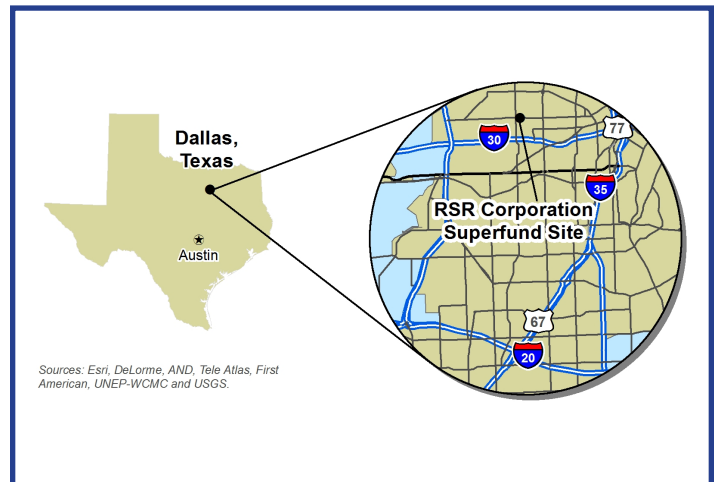 Dallas,
Texas
Austin
30
77
35
RSR Corporation
Superfund Site
67
20
Sources: Esri, DeLorme, AND, Tele Atlas, First
American, UNEP-WCMC and USGS.